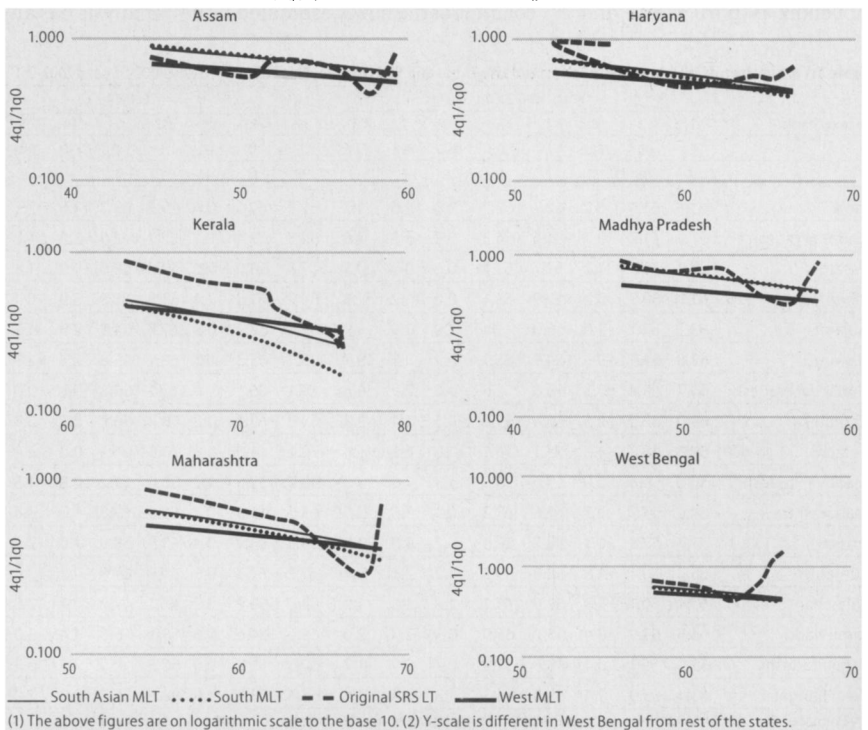 Assam
1.000
4q1/1q0
0.100
40
50
60
Haryana
1.000
4q1/1q0
0.100
50
60
70
Kerala
1.000
4q1/1q0
0.100
60
70
80
Madhya Pradesh
1.000
4q1/1q0
0.100
40
50
60
Maharashtra
1.000
4q1/1q0
0.100
50
60
70
West Bengal
10.000
4q1/1q0
1.000
0.100
50
60
70
South Asian MLT South MLT Original SRS LT West MLT
(1) The above figures are on logarithmic scale to the base 10. (2) Y-scale is different in West Bengal from rest of the states.